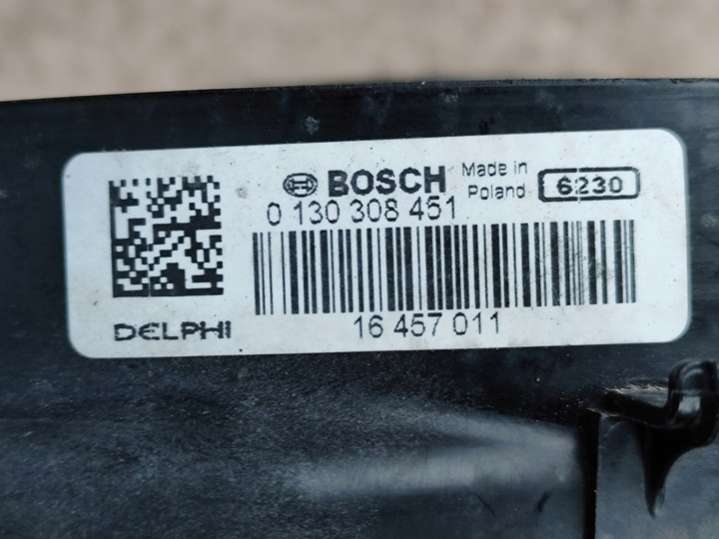 BOSCH
Made in
Poland
6230
0 130 308 451
DELPHI
16 457 011